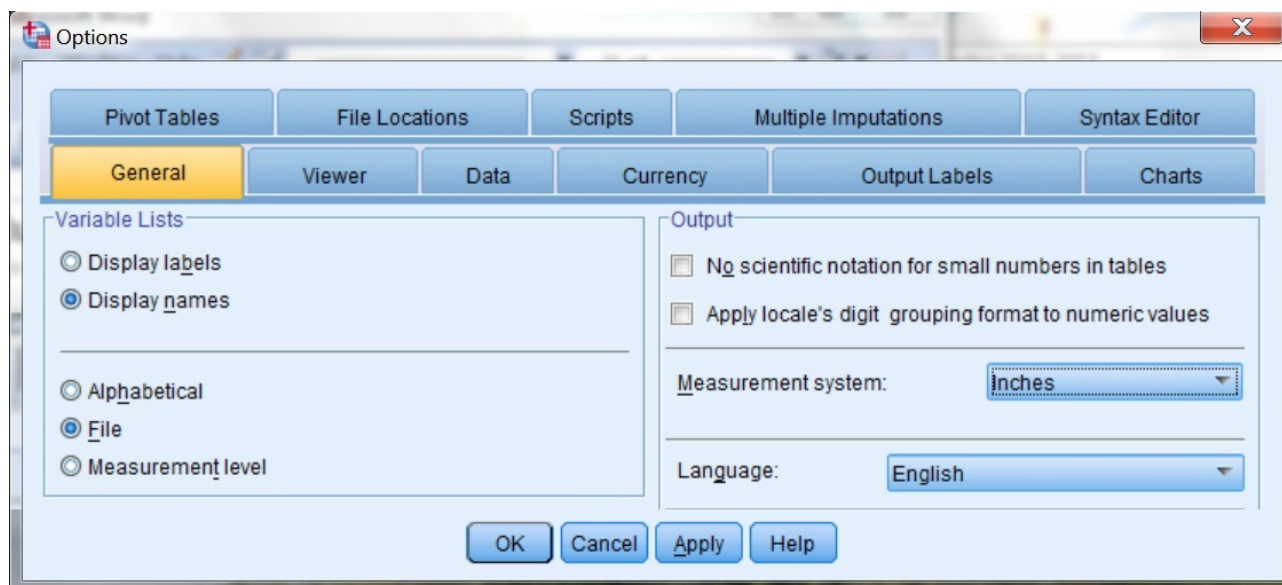 Options
Pivot Tables File Locations Scripts Multiple Imputations Syntax Editor
General Viewer Data Currency Output Labels Charts
Variable Lists
Display labels
Display names
Alphabetical
File
Measurement level
Output
No scientific notation for small numbers in tables
Apply locale's digit grouping format to numeric values
Measurement system: Inches
Language: English
OK Cancel Apply Help